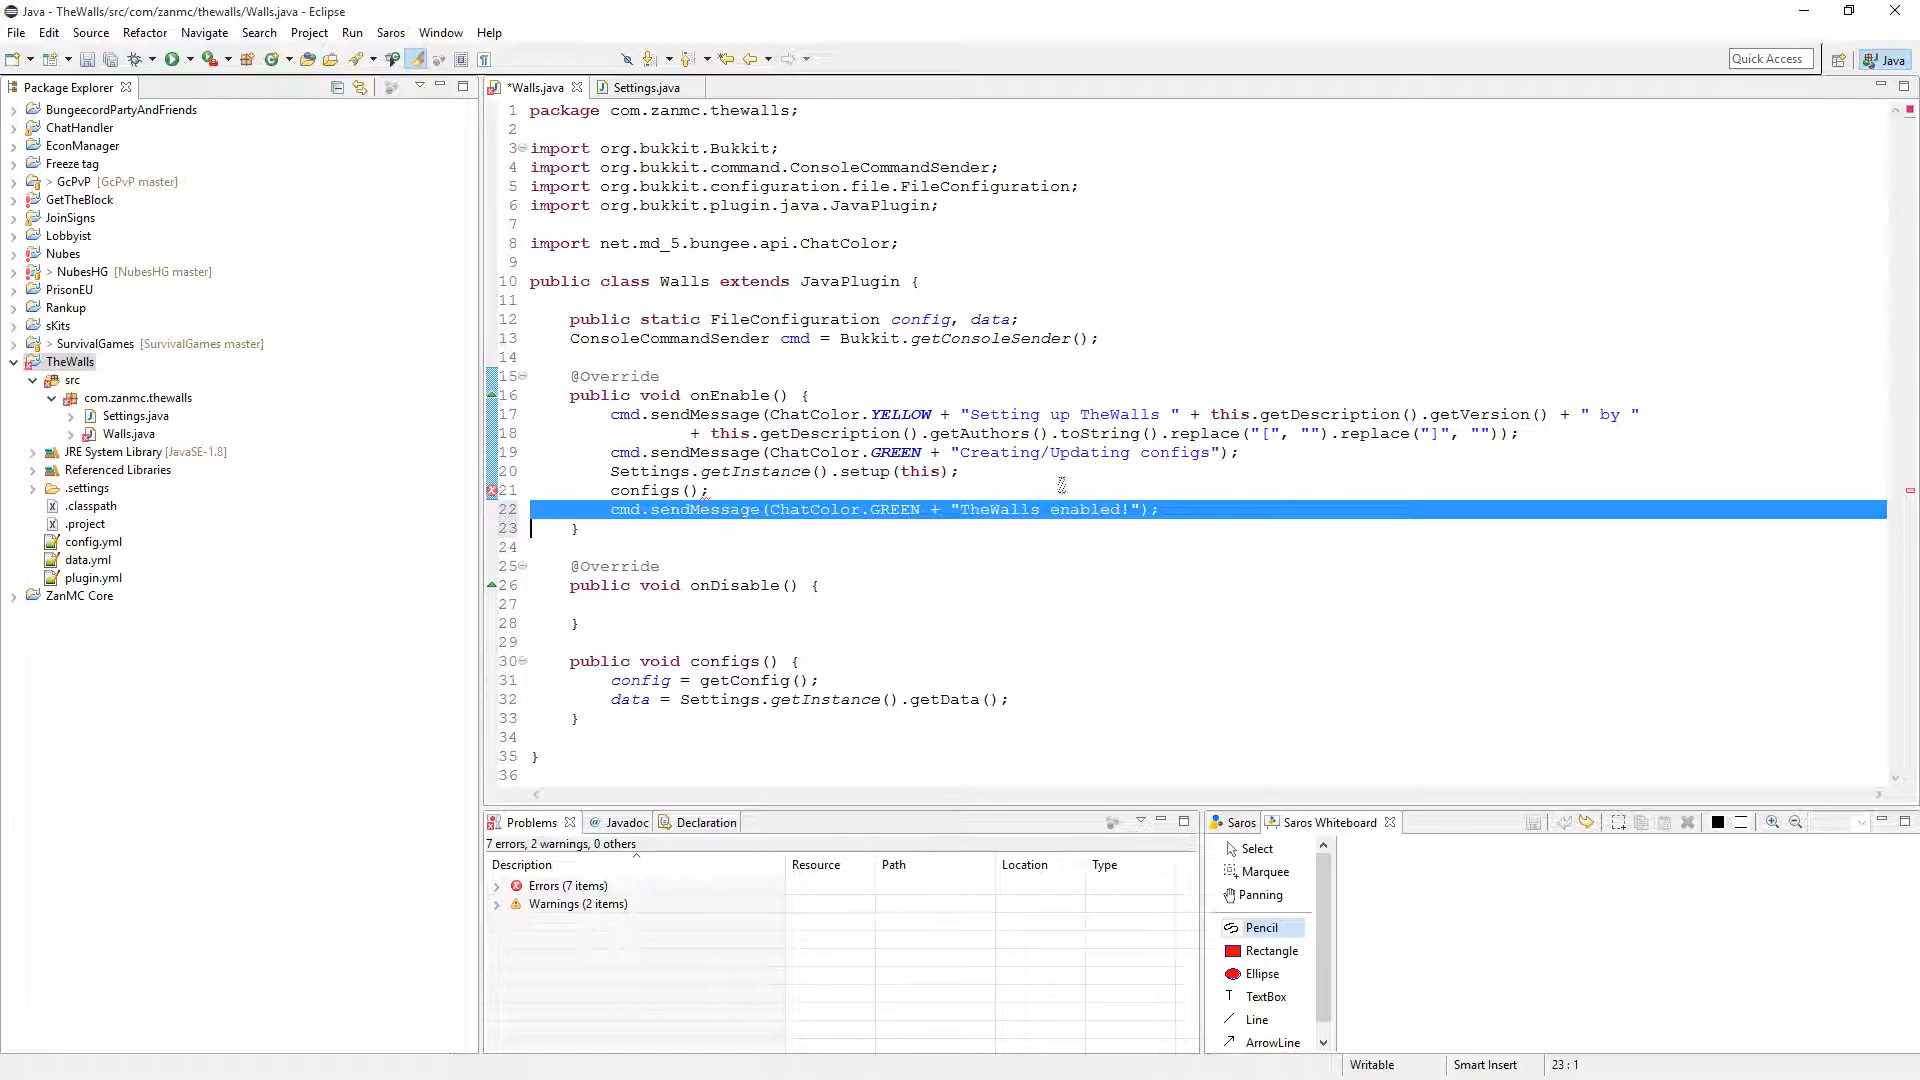 Java - TheWalls/src/com/zanmc/thewalls/Walls.java - Eclipse
File Edit Source Refactor Navigate Search Project Run Saros Window Help
Quick Access
Java
Package Explorer
BungeecordPartyAndFriends
ChatHandler
EconManager
Freeze tag
> GcPvP [GcPvP master]
GetTheBlock
JoinSigns
Lobbyist
Nubes
> NubesHG [NubesHG master]
PrisonEU
Rankup
sKits
> SurvivalGames [SurvivalGames master]
TheWalls
src
com.zanmc.thewalls
Settings.java
Walls.java
JRE System Library [JavaSE-1.8]
Referenced Libraries
.settings
.classpath
.project
config.yml
data.yml
plugin.yml
ZanMC Core
*Walls.java Settings.java
1 package com.zanmc.thewalls;
2
3 import org.bukkit.Bukkit;
4 import org.bukkit.command.ConsoleCommandSender;
5 import org.bukkit.configuration.file.FileConfiguration;
6 import org.bukkit.plugin.java.JavaPlugin;
7
8 import net.md_5.bungee.api.ChatColor;
9
10 public class Walls extends JavaPlugin {
11
12 public static FileConfiguration config, data;
13 ConsoleCommandSender cmd = Bukkit.getConsoleSender();
14
15 @Override
16 public void onEnable() {
17 cmd.sendMessage(ChatColor.YELLOW + "Setting up TheWalls " + this.getDescription().getVersion() + " by "
18 + this.getDescription().getAuthors().toString().replace("[", "").replace("]", ""));
19 cmd.sendMessage(ChatColor.GREEN + "Creating/Updating configs");
20 Settings.getInstance().setup(this);
21 configs();
22 cmd.sendMessage(ChatColor.GREEN + "TheWalls enabled!");
23 }
24
25 @Override
26 public void onDisable() {
27
28 }
29
30 public void configs() {
31 config = getConfig();
32 data = Settings.getInstance().getData();
33 }
34
35 }
36
Problems @ Javadoc Declaration
7 errors, 2 warnings, 0 others
Description Resource Path Location Type
Errors (7 items)
Warnings (2 items)
Saros Saros Whiteboard
Select
Marquee
Panning
Pencil
Rectangle
Ellipse
T TextBox
Line
ArrowLine
Writable Smart Insert 23 : 1